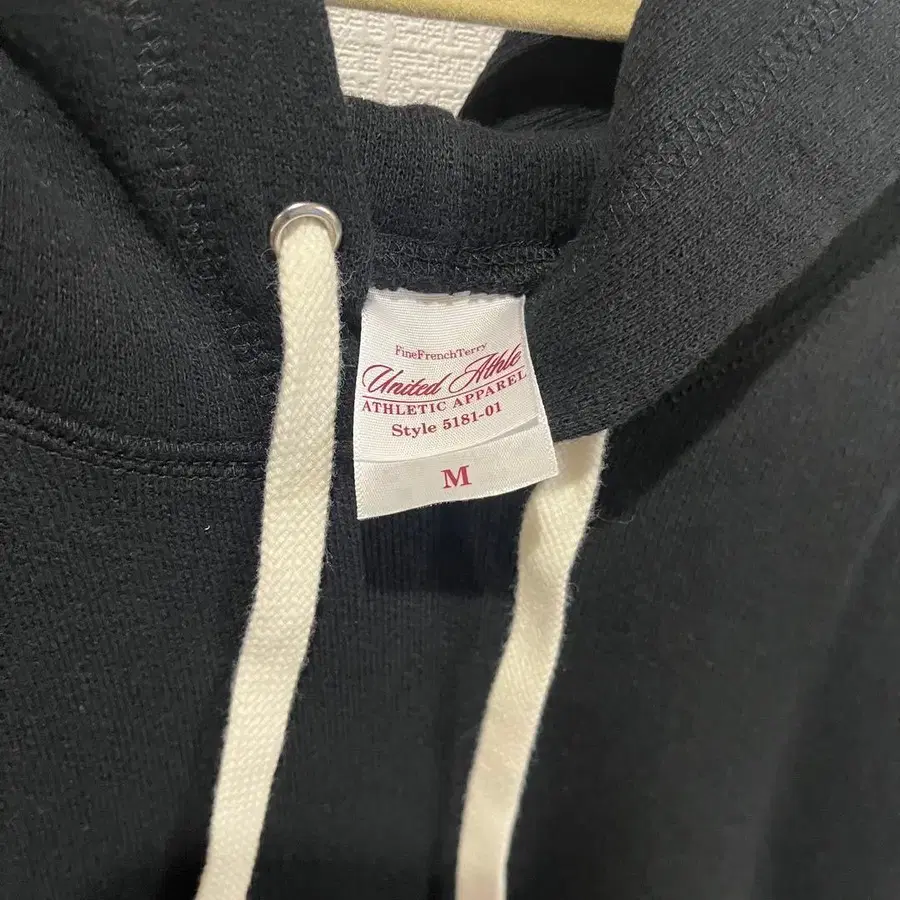 FineFrenchTerry
United Athle
ATHLETIC APPAREL
Style 5181-01
M